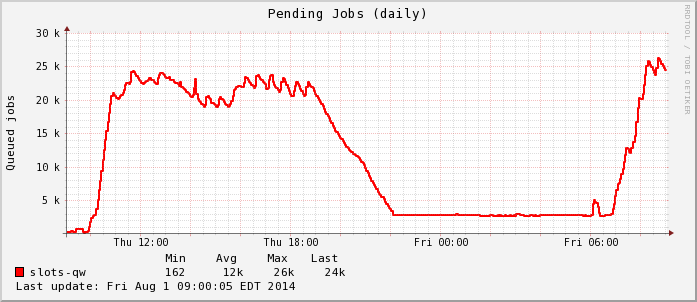 Pending Jobs (daily)
RRDTOOL / TOBI OETIKER
Queued jobs
30 k
25 k
20 k
15 k
10 k
5 k
Thu 12:00 Thu 18:00 Fri 00:00 Fri 06:00
Min Avg Max Last
slots-qw 162 12k 26k 24k
Last update: Fri Aug 1 09:00:05 EDT 2014